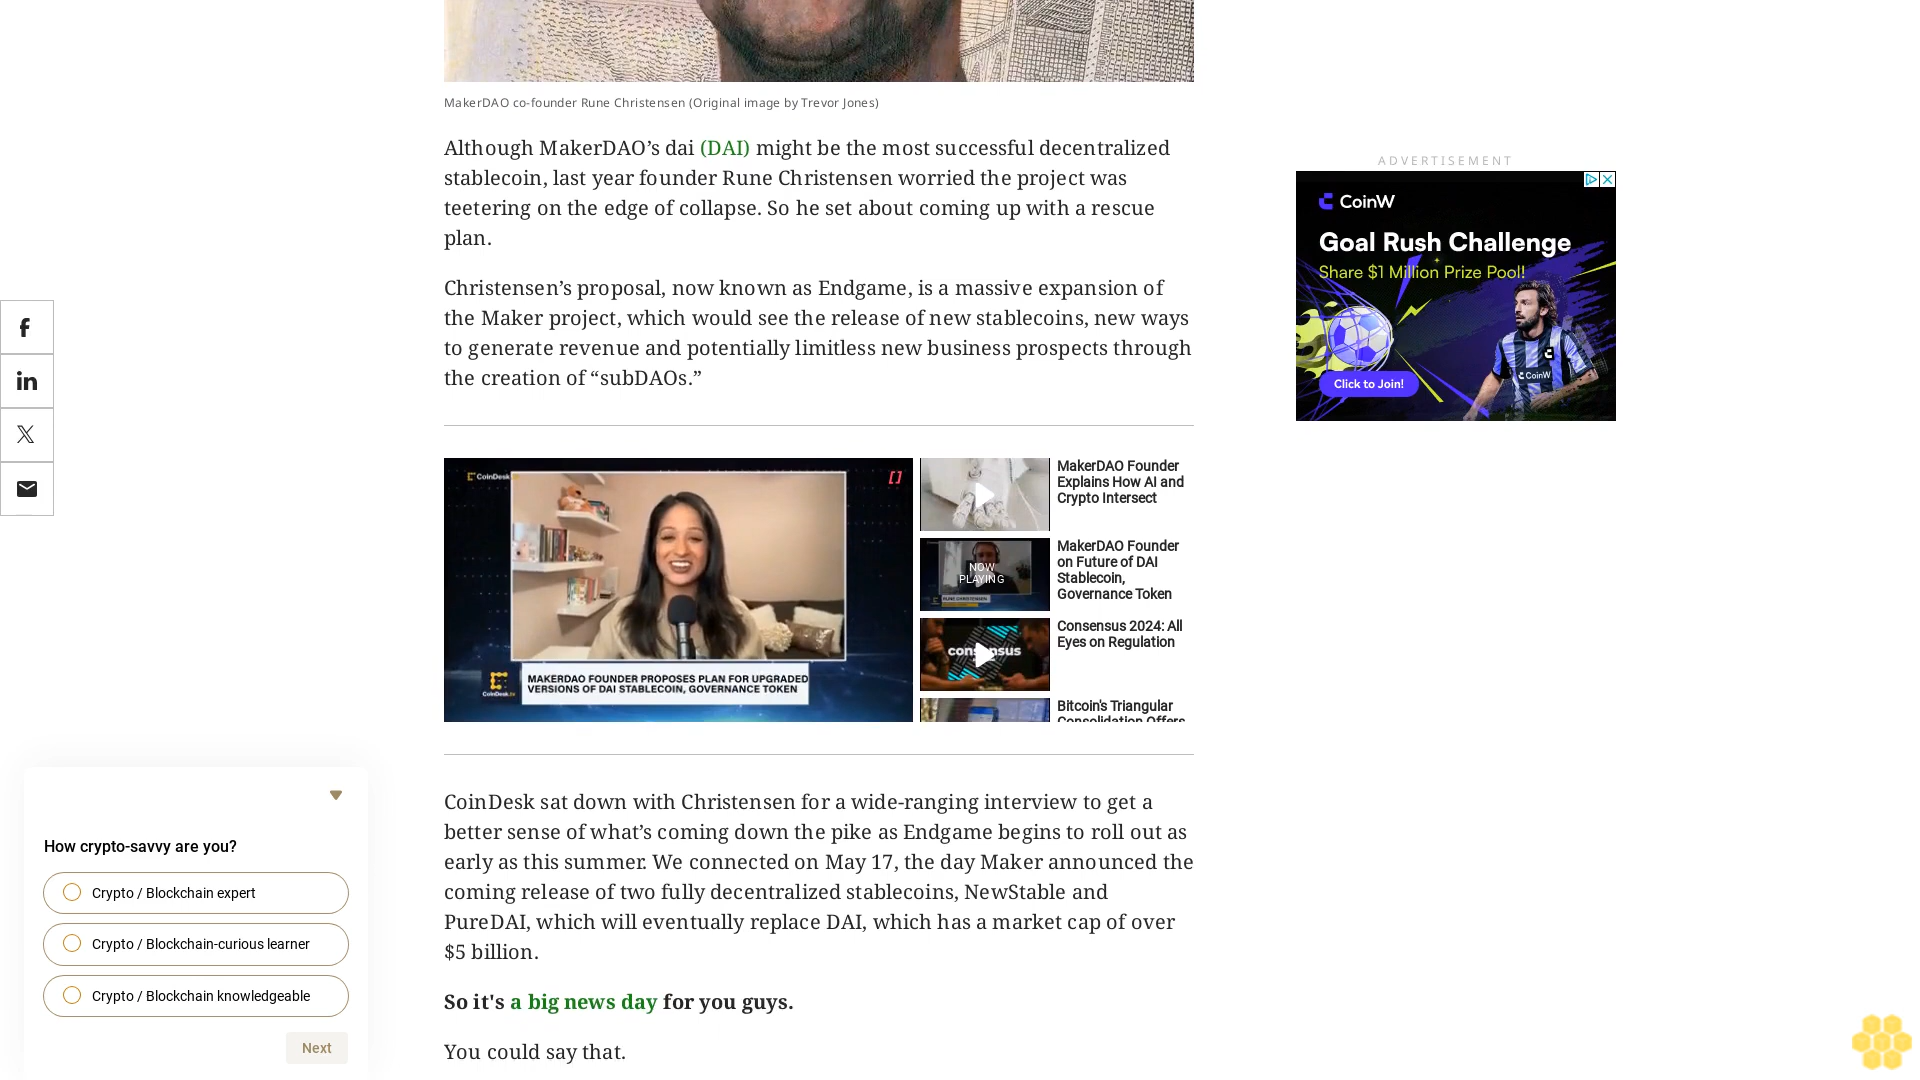 MakerDAO co-founder Rune Christensen (Original image by Trevor Jones)
Although MakerDAO’s dai (DAI) might be the most successful decentralized
stablecoin, last year founder Rune Christensen worried the project was
teetering on the edge of collapse. So he set about coming up with a rescue
plan.
Christensen’s proposal, now known as Endgame, is a massive expansion of
the Maker project, which would see the release of new stablecoins, new ways
to generate revenue and potentially limitless new business prospects through
the creation of “subDAOs.”
CoinDesk
MAKERDAO FOUNDER PROPOSES PLAN FOR UPGRADED
VERSIONS OF DAI STABLECOIN, GOVERNANCE TOKEN
CoinDesk.tv
MakerDAO Founder
Explains How AI and
Crypto Intersect
NOW
PLAYING
RUNE CHRISTENSEN
MakerDAO Founder
on Future of DAI
Stablecoin,
Governance Token
consensus
Consensus 2024: All
Eyes on Regulation
Bitcoin's Triangular
Consolidation Offers
CoinDesk sat down with Christensen for a wide-ranging interview to get a
better sense of what’s coming down the pike as Endgame begins to roll out as
early as this summer. We connected on May 17, the day Maker announced the
coming release of two fully decentralized stablecoins, NewStable and
PureDAI, which will eventually replace DAI, which has a market cap of over
$5 billion.
So it's a big news day for you guys.
You could say that.
ADVERTISEMENT
CoinW
Goal Rush Challenge
Share $1 Million Prize Pool!
CoinW
Click to Join!
How crypto-savvy are you?
Crypto / Blockchain expert
Crypto / Blockchain-curious learner
Crypto / Blockchain knowledgeable
Next